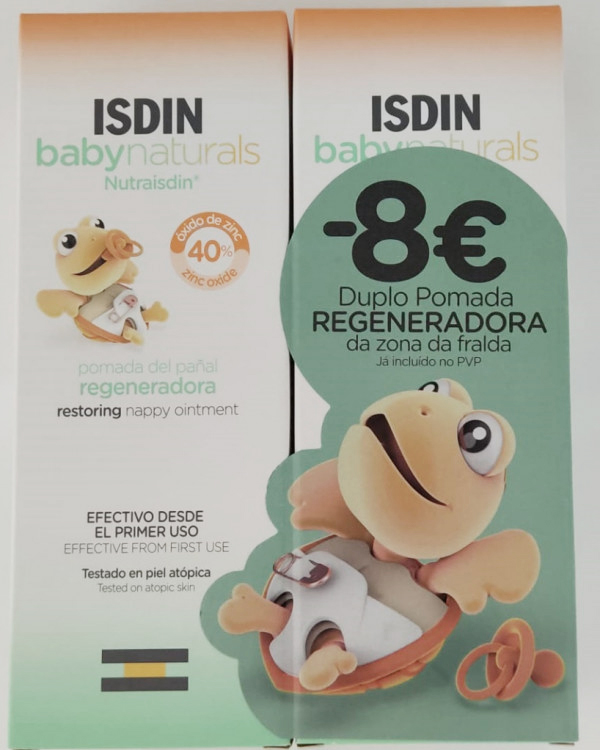 ISDIN
babynaturals
Nutraisdin®
óxido de zinc
40%
zinc oxide
pomada del pañal
regeneradora
restoring nappy ointment
EFECTIVO DESDE
EL PRIMER USO
EFFECTIVE FROM FIRST USE
Testado en piel atópica
Tested on atopic skin
ISDIN
babynaturals
-8€
Duplo Pomada
REGENERADORA
da zona da fralda
Já incluído no PVP